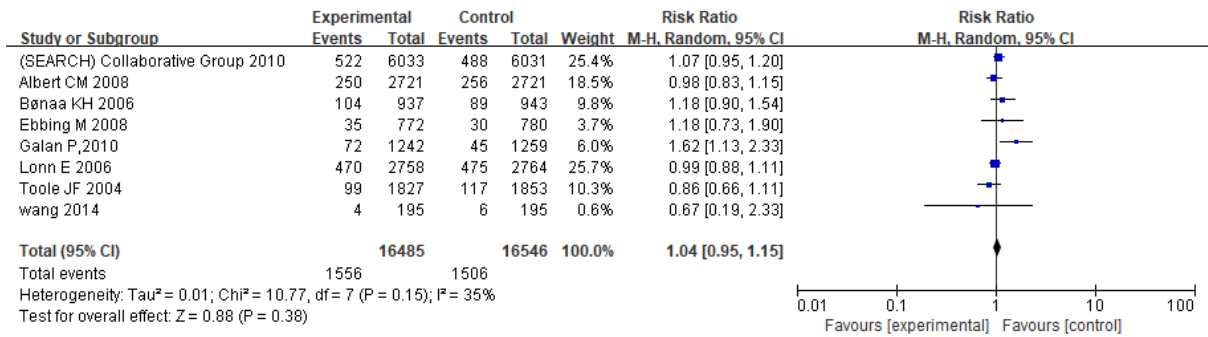 Experimental Control Risk Ratio Risk Ratio
Study or Subgroup Events Total Events Total Weight M-H, Random, 95% CI M-H, Random, 95% CI
(SEARCH) Collaborative Group 2010 522 6033 488 6031 25.4% 1.07 [0.95, 1.20]
Albert CM 2008 250 2721 256 2721 18.5% 0.98 [0.83, 1.15]
Bønaa KH 2006 104 937 89 943 9.8% 1.18 [0.90, 1.54]
Ebbing M 2008 35 772 30 780 3.7% 1.18 [0.73, 1.90]
Galan P,2010 72 1242 45 1259 6.0% 1.62 [1.13, 2.33]
Lonn E 2006 470 2758 475 2764 25.7% 0.99 [0.88, 1.11]
Toole JF 2004 99 1827 117 1853 10.3% 0.86 [0.66, 1.11]
wang 2014 4 195 6 195 0.6% 0.67 [0.19, 2.33]
Total (95% CI) 16485 16546 100.0% 1.04 [0.95, 1.15]
Total events 1556 1506
Heterogeneity: Tau² = 0.01; Chi² = 10.77, df = 7 (P = 0.15); I² = 35%
Test for overall effect: Z = 0.88 (P = 0.38)
0.01 0.1 1 10 100
Favours [experimental] Favours [control]